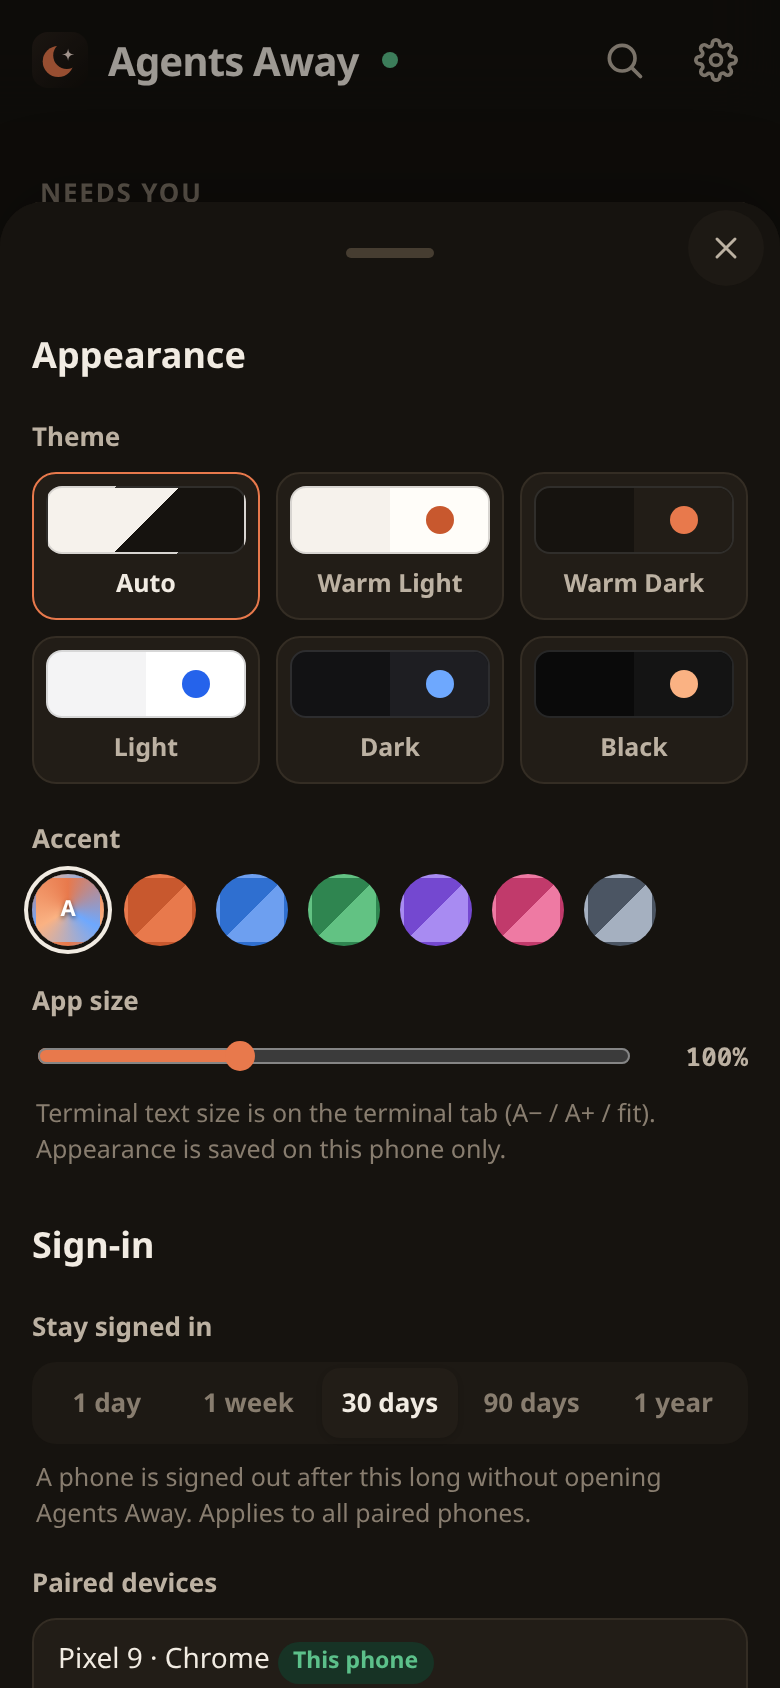 Agents Away
NEEDS YOU
Appearance
Theme
Auto
Warm Light
Warm Dark
Light
Dark
Black
Accent
A
App size
100%
Terminal text size is on the terminal tab (A− / A+ / fit).
Appearance is saved on this phone only.
Sign-in
Stay signed in
1 day
1 week
30 days
90 days
1 year
A phone is signed out after this long without opening
Agents Away. Applies to all paired phones.
Paired devices
Pixel 9 · Chrome This phone